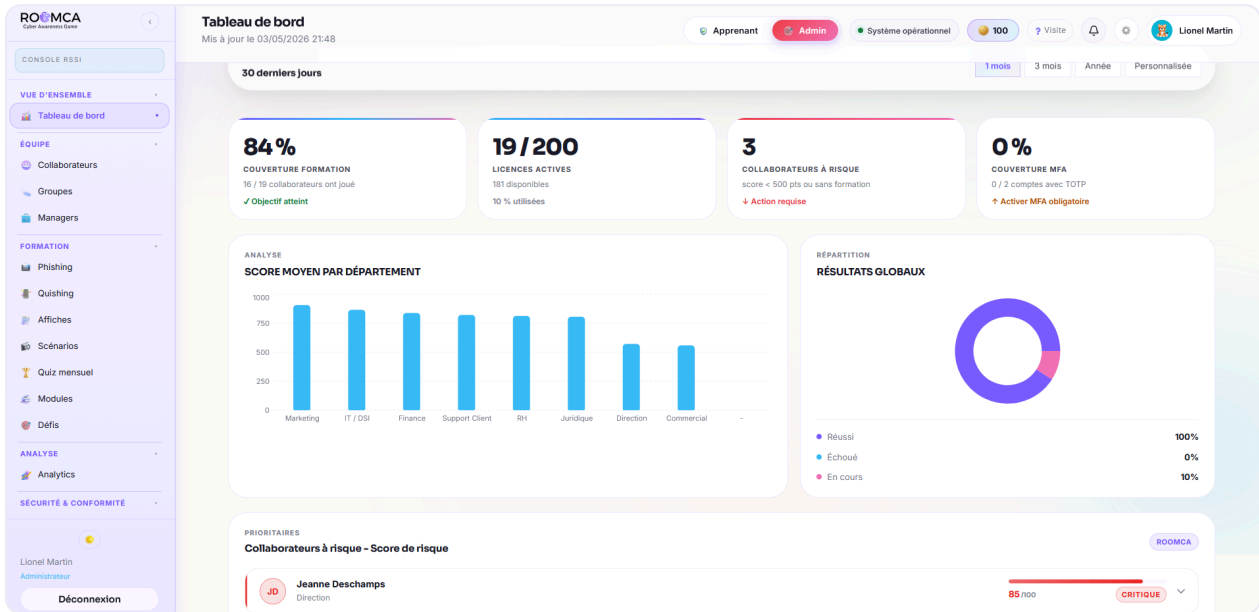 ROOMCA
Cyber Awareness Game
CONSOLE RSSI
VUE D'ENSEMBLE
Tableau de bord
ÉQUIPE
Collaborateurs
Groupes
Managers
FORMATION
Phishing
Quishing
Affiches
Scénarios
Quiz mensuel
Modules
Défis
ANALYSE
Analytics
SÉCURITÉ & CONFORMITÉ
Lionel Martin
Administrateur
Déconnexion
Tableau de bord
Mis à jour le 03/05/2026 21:48
Apprenant
Admin
Système opérationnel
100
? Visite
Lionel Martin
30 derniers jours
1 mois
3 mois
Année
Personnalisée
84 %
COUVERTURE FORMATION
16 / 19 collaborateurs ont joué
✓ Objectif atteint
19 / 200
LICENCES ACTIVES
181 disponibles
10 % utilisées
3
COLLABORATEURS À RISQUE
score < 500 pts ou sans formation
↓ Action requise
0 %
COUVERTURE MFA
0 / 2 comptes avec TOTP
↑ Activer MFA obligatoire
ANALYSE
SCORE MOYEN PAR DÉPARTEMENT
1000
750
500
250
0
Marketing IT / DSI Finance Support Client RH Juridique Direction Commercial -
RÉPARTITION
RÉSULTATS GLOBAUX
Réussi 100%
Échoué 0%
En cours 10%
PRIORITAIRES
Collaborateurs à risque - Score de risque
ROOMCA
JD
Jeanne Deschamps
Direction
85 /100
CRITIQUE